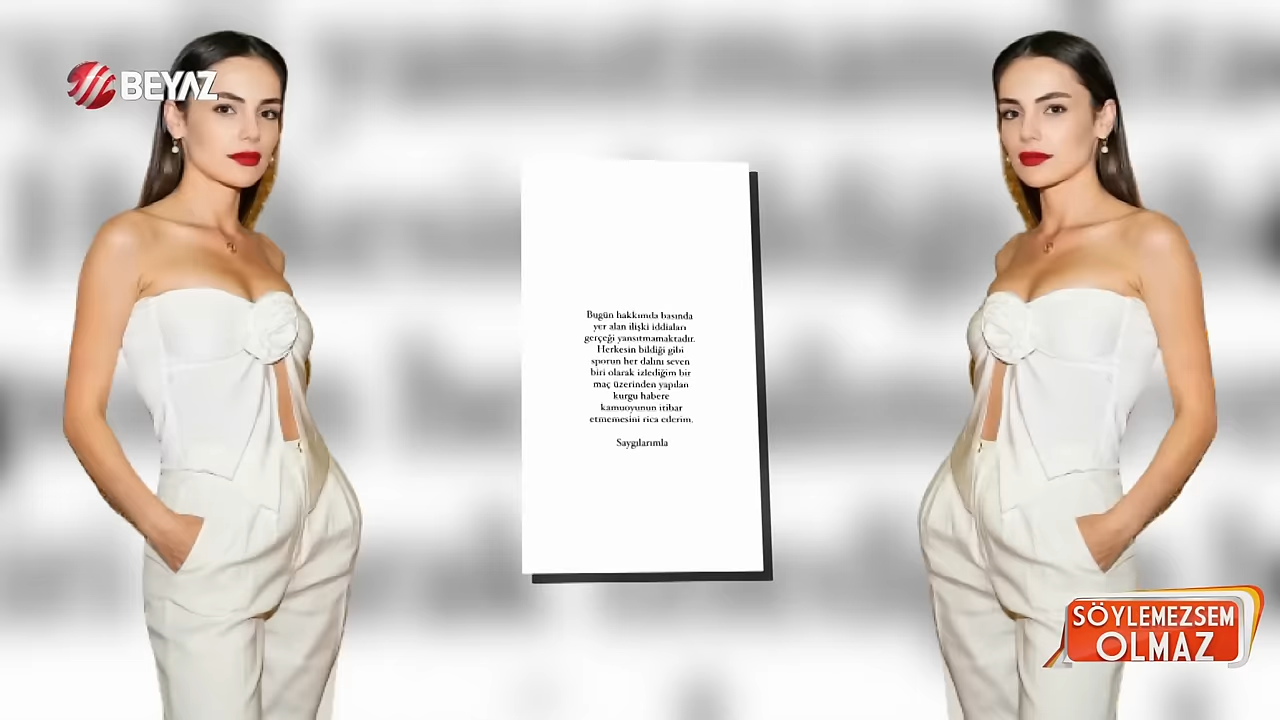 BEYAZ
Bugün hakkımda basında
yer alan ilişki iddiaları
gerçeği yansıtmamaktadır.
Herkesin bildiği gibi
sporun her dalını seven
biri olarak izlediğim bir
maç üzerinden yapılan
kurgu habere
kamuoyunun itibar
etmemesini rica ederim.
Saygılarımla
SÖYLEMEZSEM
OLMAZ